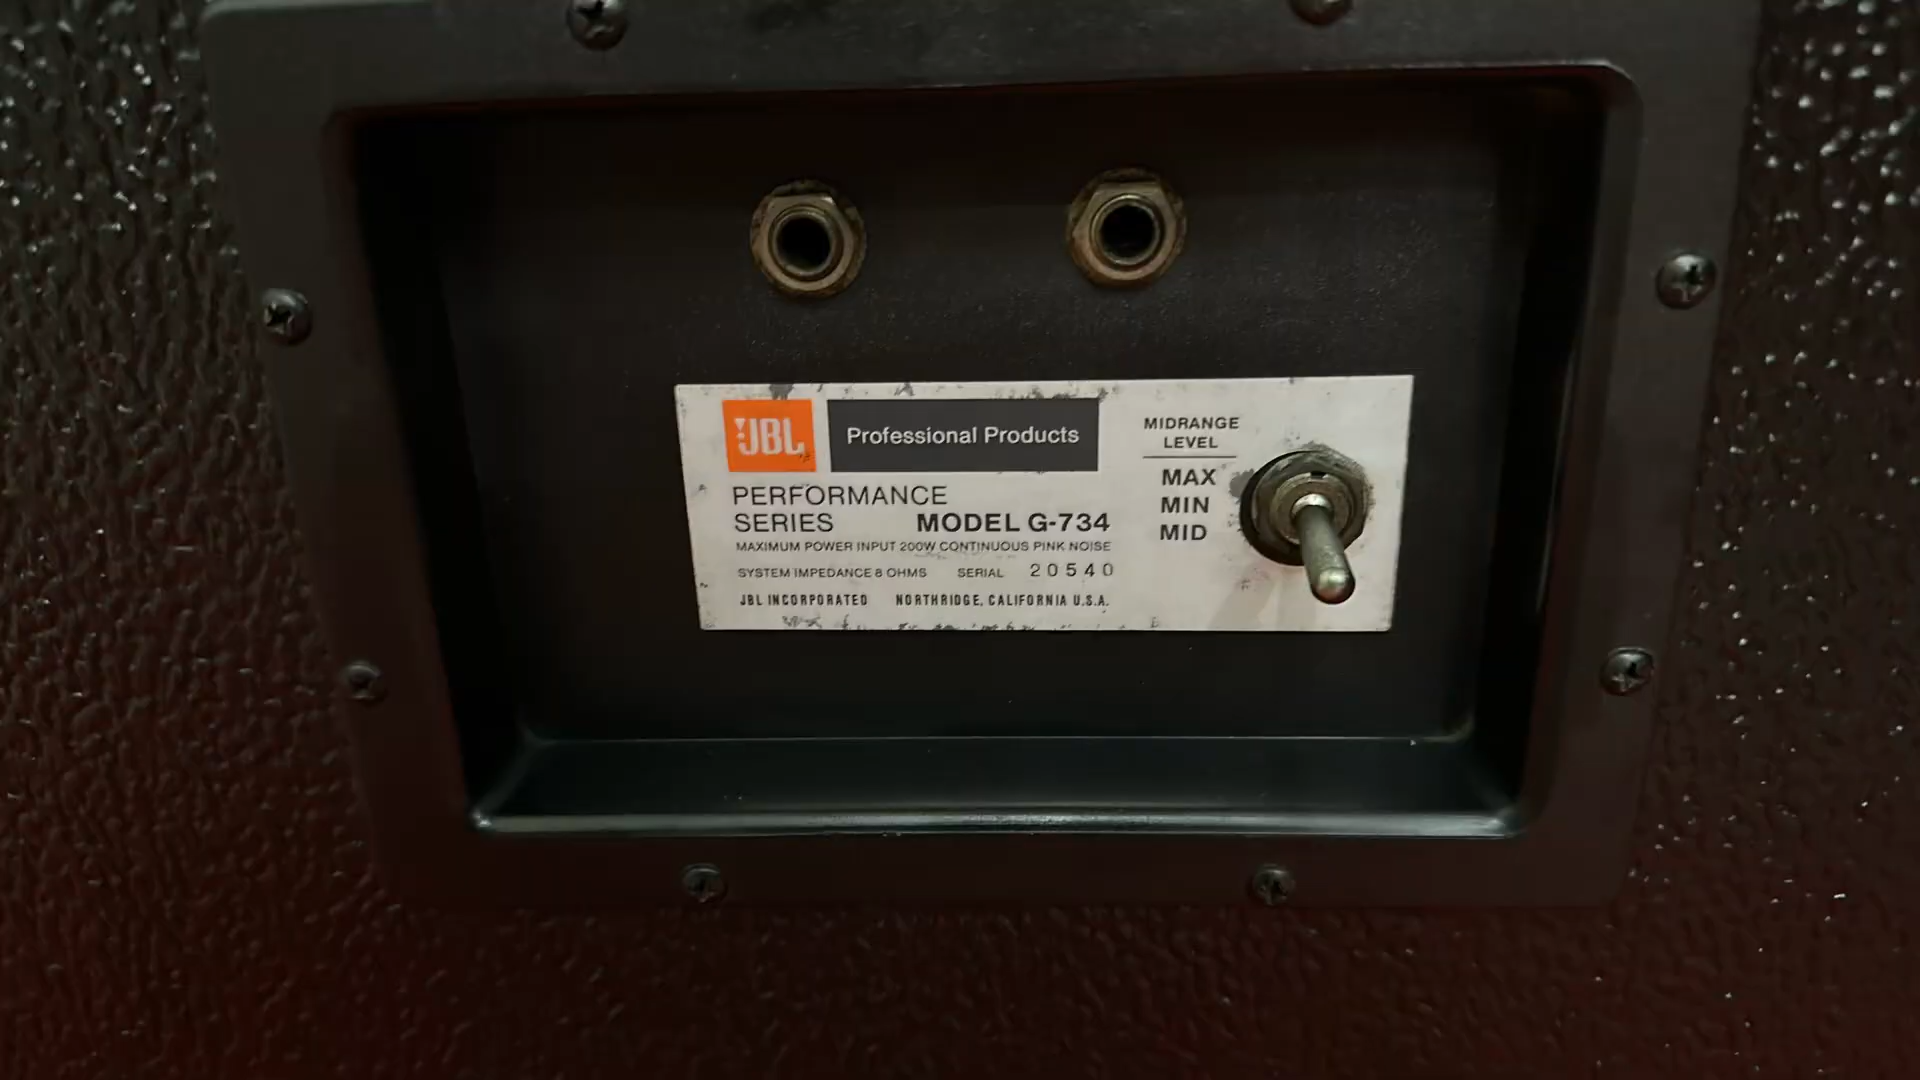 JBL Professional Products
PERFORMANCE
SERIES MODEL G-734
MAXIMUM POWER INPUT 200W CONTINUOUS PINK NOISE
SYSTEM IMPEDANCE 8 OHMS SERIAL 20540
JBL INCORPORATED NORTHRIDGE, CALIFORNIA U.S.A.
MIDRANGE
LEVEL
MAX
MIN
MID